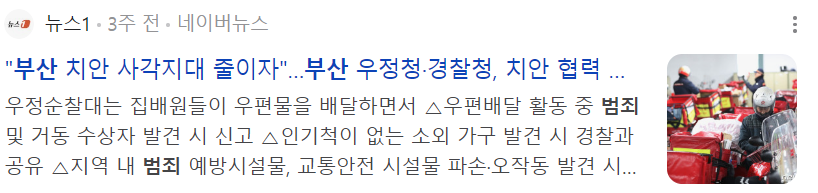 뉴스1
뉴스1 · 3주 전 · 네이버뉴스
"부산 치안 사각지대 줄이자"…부산 우정청·경찰청, 치안 협력 ...
우정순찰대는 집배원들이 우편물을 배달하면서 △우편배달 활동 중 범죄
및 거동 수상자 발견 시 신고 △인기척이 없는 소외 가구 발견 시 경찰과
공유 △지역 내 범죄 예방시설물, 교통안전 시설물 파손·오작동 발견 시...